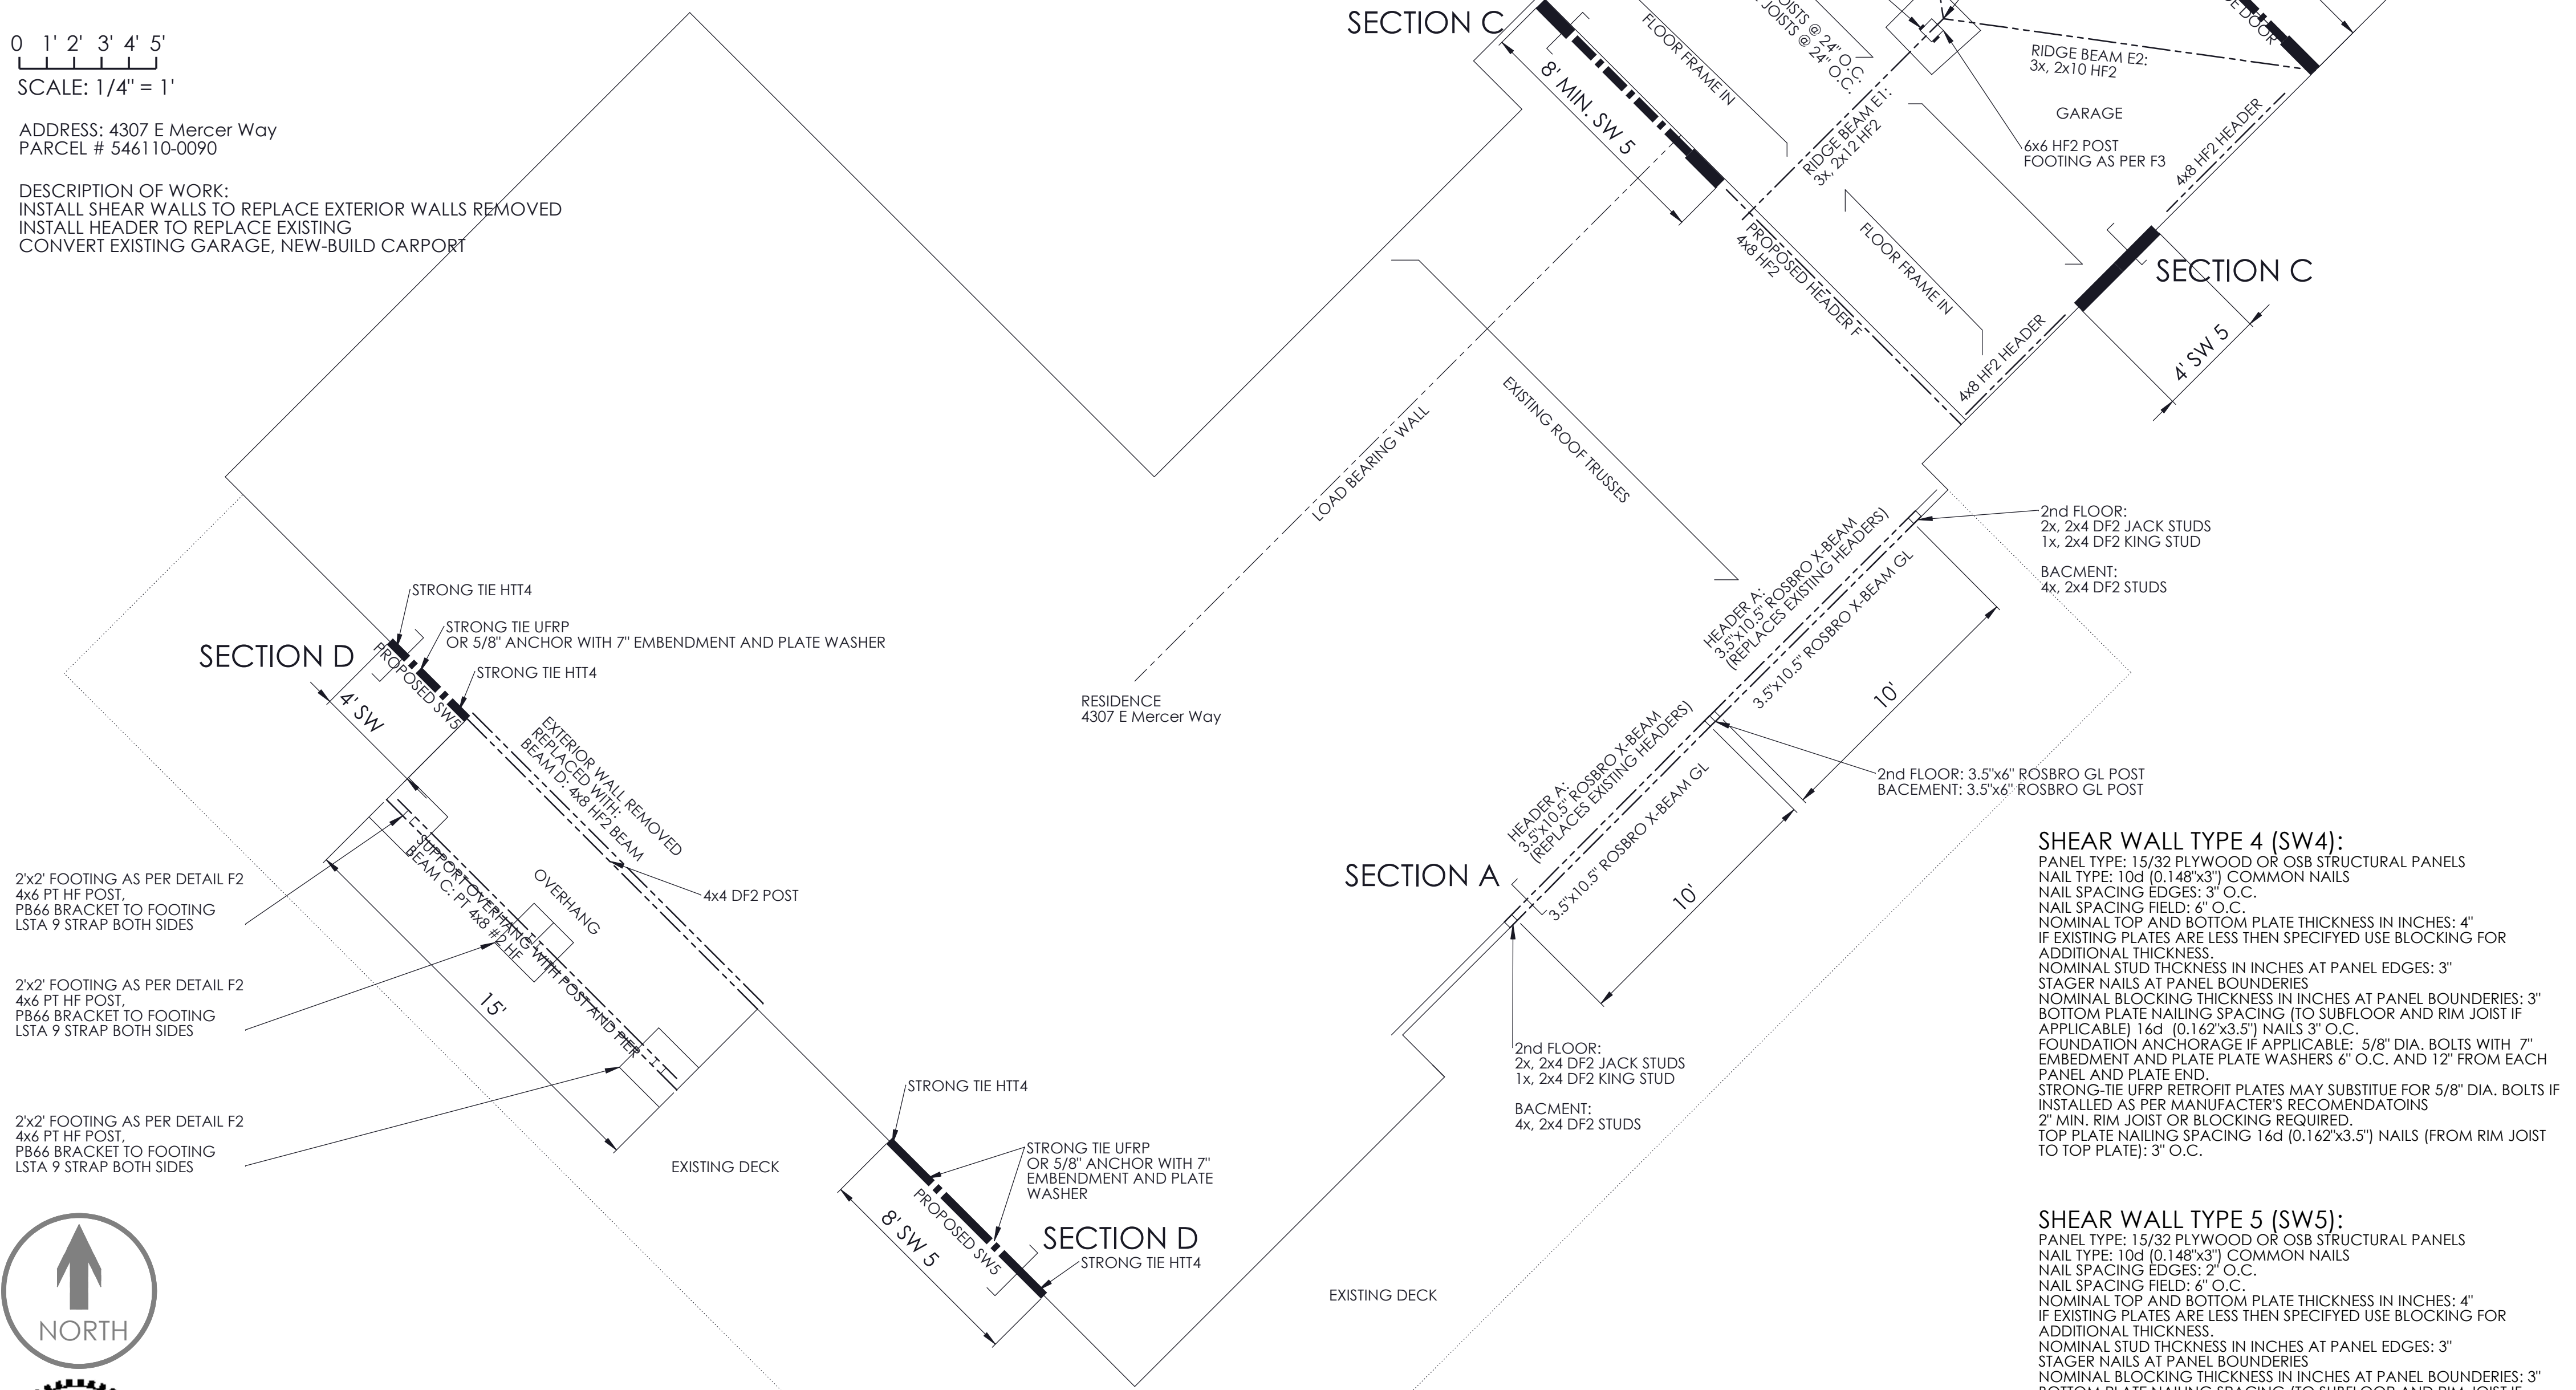 0 1' 2' 3' 4' 5'
SCALE: 1/4" = 1'
ADDRESS: 4307 E Mercer Way
PARCEL # 546110-0090
DESCRIPTION OF WORK:
INSTALL SHEAR WALLS TO REPLACE EXTERIOR WALLS REMOVED
INSTALL HEADER TO REPLACE EXISTING
CONVERT EXISTING GARAGE, NEW-BUILD CARPORT
SECTION C
8' MIN. SW 5
FLOOR FRAME IN
JOISTS @ 24" O.C.
JOISTS @ 24" O.C.
RIDGE BEAM E1:
3x, 2x12 HF2
DOOR
RIDGE BEAM E2:
3x, 2x10 HF2
GARAGE
6x6 HF2 POST
FOOTING AS PER F3
4x8 HF2 HEADER
SECTION C
4' SW 5
FLOOR FRAME IN
PROPOSED HEADER F
4x8 HF2
4x8 HF2 HEADER
EXISTING ROOF TRUSSES
LOAD BEARING WALL
RESIDENCE
4307 E Mercer Way
2nd FLOOR:
2x, 2x4 DF2 JACK STUDS
1x, 2x4 DF2 KING STUD
BACMENT:
4x, 2x4 DF2 STUDS
HEADER A:
3.5"x10.5" ROSBRO X-BEAM
(REPLACES EXISTING HEADERS)
3.5"x10.5" ROSBRO X-BEAM GL
10'
2nd FLOOR: 3.5"x6" ROSBRO GL POST
BACEMENT: 3.5"x6" ROSBRO GL POST
HEADER A:
3.5"x10.5" ROSBRO X-BEAM
(REPLACES EXISTING HEADERS)
3.5"x10.5" ROSBRO X-BEAM GL
10'
SECTION A
2nd FLOOR:
2x, 2x4 DF2 JACK STUDS
1x, 2x4 DF2 KING STUD
BACMENT:
4x, 2x4 DF2 STUDS
STRONG TIE HTT4
STRONG TIE UFRP
OR 5/8" ANCHOR WITH 7" EMBENDMENT AND PLATE WASHER
STRONG TIE HTT4
SECTION D
PROPOSED SW5
4' SW
EXTERIOR WALL REMOVED
REPLACED WITH:
BEAM D: 4x8 HF2 BEAM
4x4 DF2 POST
OVERHANG
SUPPORT OVERHANG WITH POST AND PIER
BEAM C: PT 4x8 #2 HF
15'
2'x2' FOOTING AS PER DETAIL F2
4x6 PT HF POST,
PB66 BRACKET TO FOOTING
LSTA 9 STRAP BOTH SIDES
2'x2' FOOTING AS PER DETAIL F2
4x6 PT HF POST,
PB66 BRACKET TO FOOTING
LSTA 9 STRAP BOTH SIDES
2'x2' FOOTING AS PER DETAIL F2
4x6 PT HF POST,
PB66 BRACKET TO FOOTING
LSTA 9 STRAP BOTH SIDES
EXISTING DECK
STRONG TIE HTT4
STRONG TIE UFRP
OR 5/8" ANCHOR WITH 7"
EMBENDMENT AND PLATE
WASHER
PROPOSED SW5
8' SW 5
SECTION D
STRONG TIE HTT4
EXISTING DECK
NORTH
SHEAR WALL TYPE 4 (SW4):
PANEL TYPE: 15/32 PLYWOOD OR OSB STRUCTURAL PANELS
NAIL TYPE: 10d (0.148"x3") COMMON NAILS
NAIL SPACING EDGES: 3" O.C.
NAIL SPACING FIELD: 6" O.C.
NOMINAL TOP AND BOTTOM PLATE THICKNESS IN INCHES: 4"
IF EXISTING PLATES ARE LESS THEN SPECIFYED USE BLOCKING FOR
ADDITIONAL THICKNESS.
NOMINAL STUD THCKNESS IN INCHES AT PANEL EDGES: 3"
STAGER NAILS AT PANEL BOUNDERIES
NOMINAL BLOCKING THICKNESS IN INCHES AT PANEL BOUNDERIES: 3"
BOTTOM PLATE NAILING SPACING (TO SUBFLOOR AND RIM JOIST IF
APPLICABLE) 16d (0.162"x3.5") NAILS 3" O.C.
FOUNDATION ANCHORAGE IF APPLICABLE: 5/8" DIA. BOLTS WITH 7"
EMBEDMENT AND PLATE PLATE WASHERS 6" O.C. AND 12" FROM EACH
PANEL AND PLATE END.
STRONG-TIE UFRP RETROFIT PLATES MAY SUBSTITUE FOR 5/8" DIA. BOLTS IF
INSTALLED AS PER MANUFACTER'S RECOMENDATOINS
2" MIN. RIM JOIST OR BLOCKING REQUIRED.
TOP PLATE NAILING SPACING 16d (0.162"x3.5") NAILS (FROM RIM JOIST
TO TOP PLATE): 3" O.C.
SHEAR WALL TYPE 5 (SW5):
PANEL TYPE: 15/32 PLYWOOD OR OSB STRUCTURAL PANELS
NAIL TYPE: 10d (0.148"x3") COMMON NAILS
NAIL SPACING EDGES: 2" O.C.
NAIL SPACING FIELD: 6" O.C.
NOMINAL TOP AND BOTTOM PLATE THICKNESS IN INCHES: 4"
IF EXISTING PLATES ARE LESS THEN SPECIFYED USE BLOCKING FOR
ADDITIONAL THICKNESS.
NOMINAL STUD THCKNESS IN INCHES AT PANEL EDGES: 3"
STAGER NAILS AT PANEL BOUNDERIES
NOMINAL BLOCKING THICKNESS IN INCHES AT PANEL BOUNDERIES: 3"
BOTTOM PLATE NAILING SPACING (TO SUBFLOOR AND RIM JOIST IF